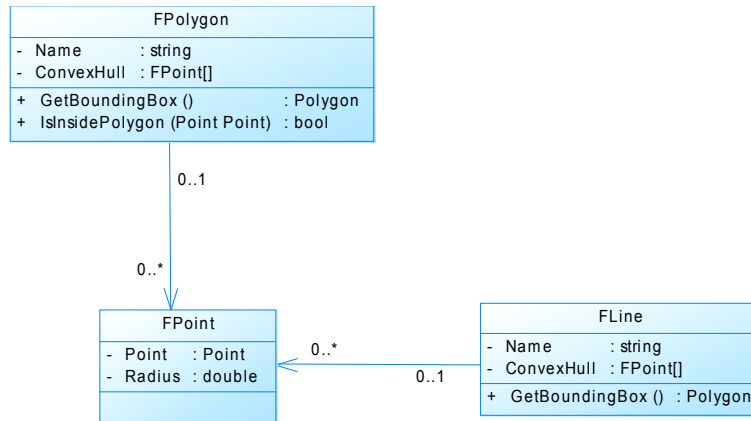 FPolygon
- Name : string
- ConvexHull : FPoint[]
+ GetBoundingBox () : Polygon
+ IsInsidePolygon (Point Point) : bool
0..1
0..*
FPoint
- Point : Point
- Radius : double
0..*
0..1
FLine
- Name : string
- ConvexHull : FPoint[]
+ GetBoundingBox () : Polygon